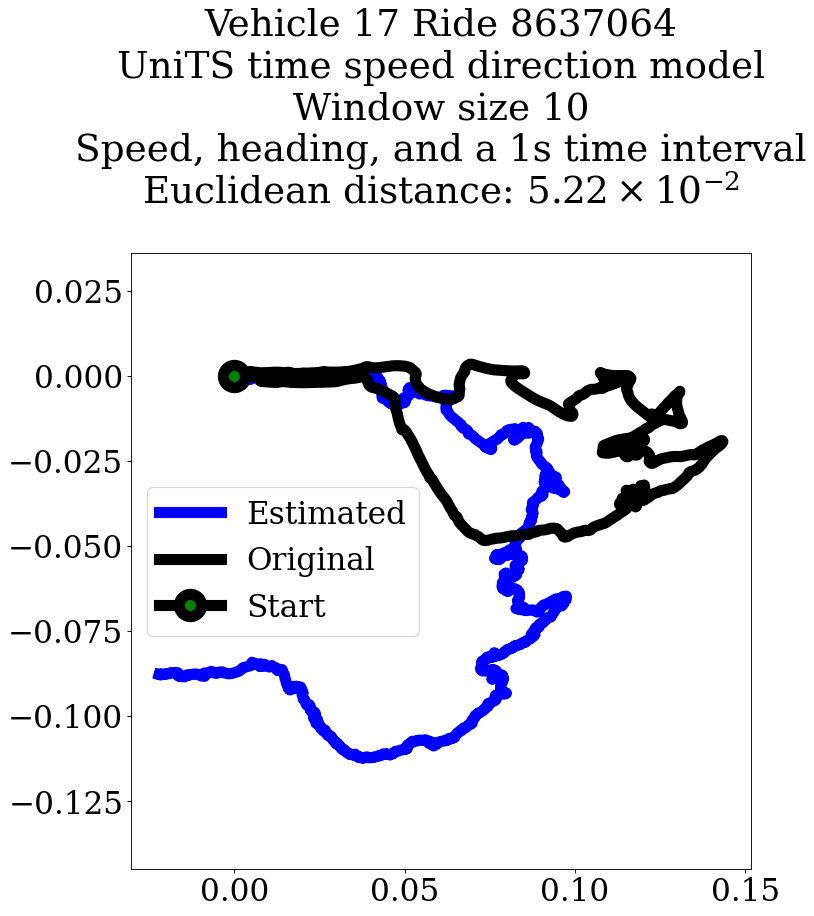 Vehicle 17 Ride 8637064
UniTS time speed direction model
Window size 10
Speed, heading, and a 1s time interval
Euclidean distance: 5.22 × 10⁻²
0.025
0.000
−0.025
−0.050
−0.075
−0.100
−0.125
Estimated
Original
Start
0.00 0.05 0.10 0.15